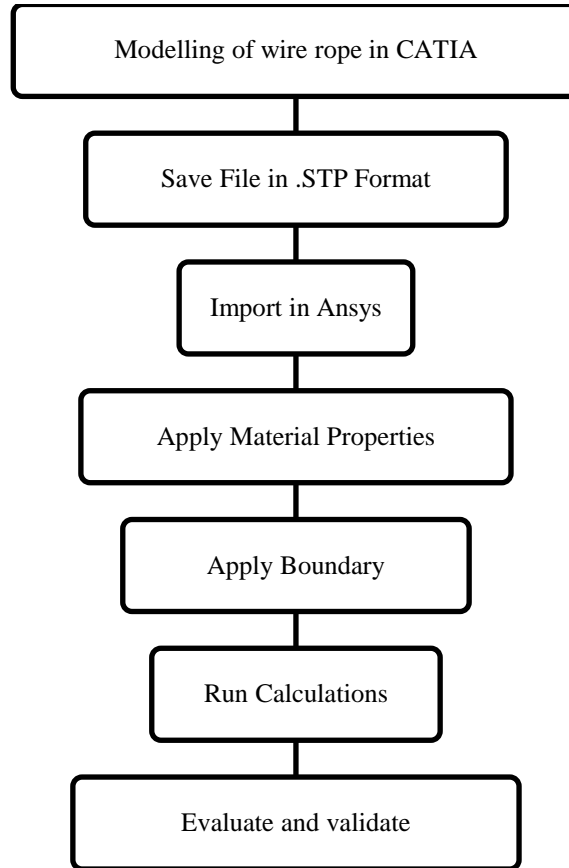 Modelling of wire rope in CATIA
Save File in .STP Format
Import in Ansys
Apply Material Properties
Apply Boundary
Run Calculations
Evaluate and validate